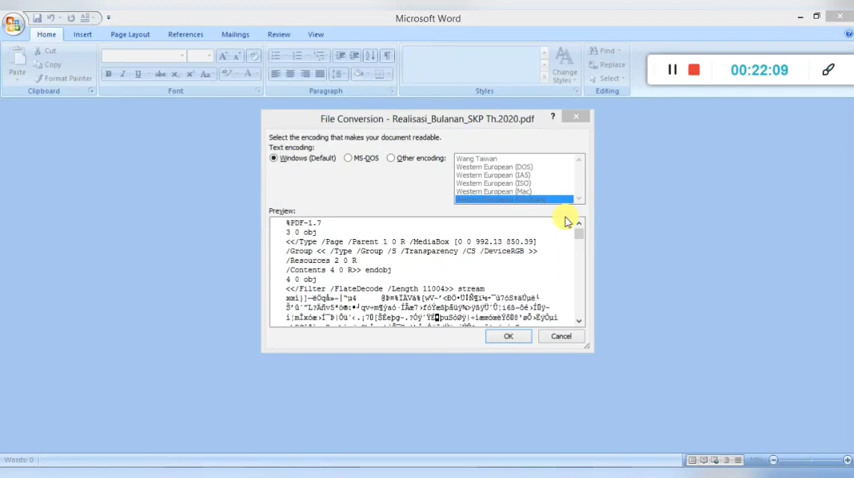 Microsoft Word
Home Insert Page Layout References Mailings Review View
Paste
Cut
Copy
Format Painter
Clipboard
Font
Paragraph
Styles
Change Styles
Find
Replace
Select
Editing
00:22:09
File Conversion - Realisasi_Bulanan_SKP Th.2020.pdf
Select the encoding that makes your document readable.
Text encoding:
Windows (Default) MS-DOS Other encoding:
Wang Taiwan
Western European (DOS)
Western European (IA5)
Western European (ISO)
Western European (Mac)
Preview:
%PDF-1.7
3 0 obj
<</Type /Page /Parent 1 0 R /MediaBox [0 0 992.13 850.39]
/Group << /Type /Group /S /Transparency /CS /DeviceRGB >>
/Resources 2 0 R
/Contents 4 0 R>> endobj
4 0 obj
<</Filter /FlateDecode /Length 11004>> stream
OK Cancel
Words: 0